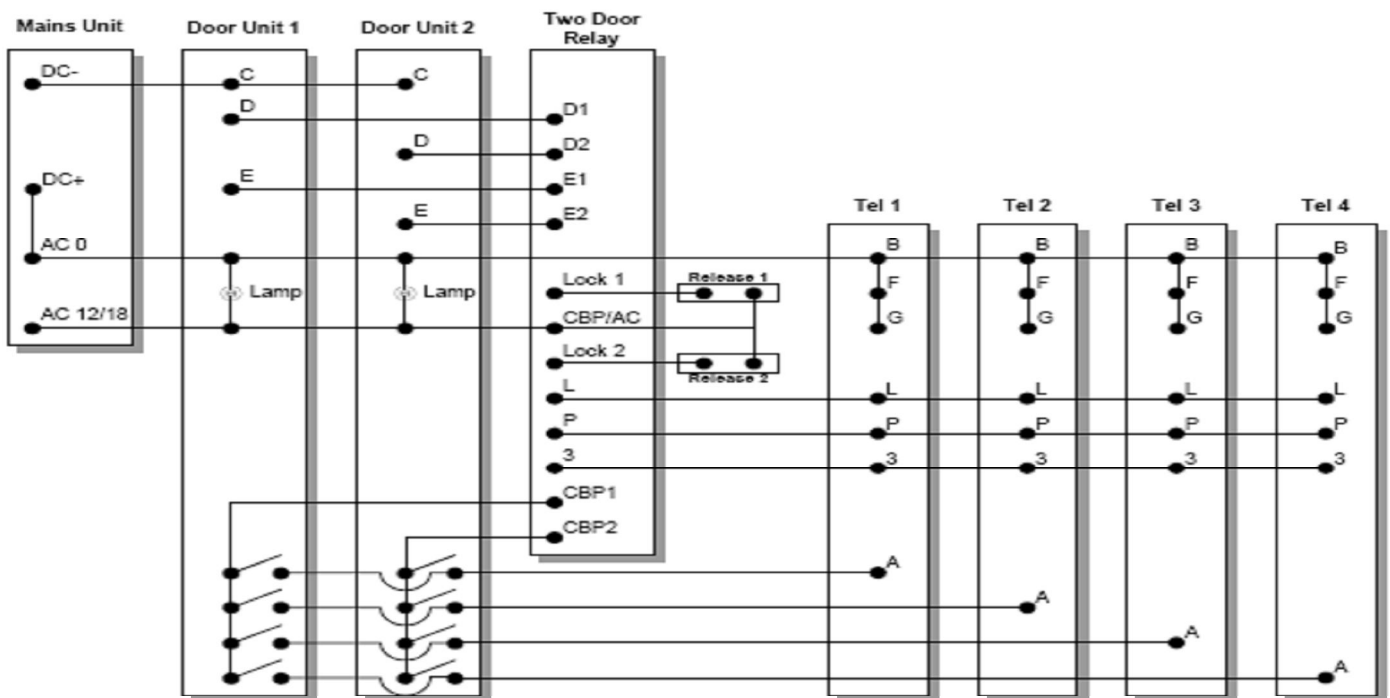 Mains Unit
Door Unit 1
Door Unit 2
Two Door
Relay
DC-
C
C
D
D1
D
D2
DC+
E
E1
E
E2
Tel 1
Tel 2
Tel 3
Tel 4
AC 0
B
B
B
B
Lamp
Lamp
Lock 1
Release 1
F
F
F
F
AC 12/18
CBP/AC
G
G
G
G
Lock 2
Release 2
L
L
L
L
L
P
P
P
P
P
3
3
3
3
3
CBP1
CBP2
A
A
A
A